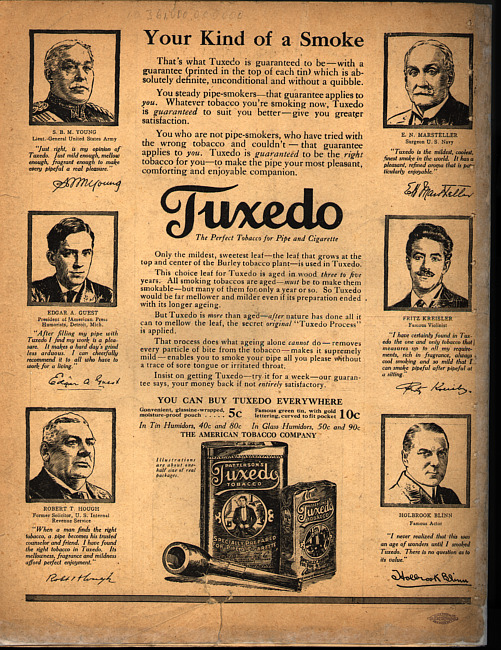 Your Kind of a Smoke
That's what Tuxedo is guaranteed to be—with a
guarantee (printed in the top of each tin) which is ab-
solutely definite, unconditional and without a quibble.
You steady pipe-smokers—that guarantee applies to
you. Whatever tobacco you're smoking now, Tuxedo
is guaranteed to suit you better—give you greater
satisfaction.
You who are not pipe-smokers, who have tried with
the wrong tobacco and couldn't—that guarantee
applies to you. Tuxedo is guaranteed to be the right
tobacco for you—to make the pipe your most pleasant,
comforting and enjoyable companion.
S. B. M. YOUNG
Lieut.-General United States Army
"Just right, is my opinion of
Tuxedo. Just mild enough, mellow
enough, fragrant enough to make
every pipeful a real pleasure."
SBMYoung
E. N. MARSTELLER
Surgeon U. S. Navy
"Tuxedo is the mildest, coolest,
finest smoke in the world. It has a
pleasant, refined aroma that is par-
ticularly enjoyable."
EN Marsteller
Tuxedo
The Perfect Tobacco for Pipe and Cigarette
Only the mildest, sweetest leaf—the leaf that grows at the
top and center of the Burley tobacco plant—is used in Tuxedo.
This choice leaf for Tuxedo is aged in wood three to five
years. All smoking tobaccos are aged—must be to make them
smokable—but many of them for only a year or so. So Tuxedo
would be far mellower and milder even if its preparation ended
with its longer ageing.
But Tuxedo is more than aged—after nature has done all it
can to mellow the leaf, the secret original "Tuxedo Process"
is applied.
That process does what ageing alone cannot do—removes
every particle of bite from the tobacco—makes it supremely
mild—enables you to smoke your pipe all you please without
a trace of sore tongue or irritated throat.
Insist on getting Tuxedo—try it for a week—our guaran-
tee says, your money back if not entirely satisfactory.
EDGAR A. GUEST
President of American Press
Humorists, Detroit, Mich.
"After filling my pipe with
Tuxedo I find my work is a plea-
sure. It makes a hard day's grind
less arduous. I can cheerfully
recommend it to all who have to
work for a living."
Edgar A. Guest
FRITZ KREISLER
Famous Violinist
"I have certainly found in Tux-
edo the one and only tobacco that
measures up to all my require-
ments, rich in fragrance, always
cool smoking and so mild that I
can smoke pipeful after pipeful at
a sitting."
Fritz Kreisler
YOU CAN BUY TUXEDO EVERYWHERE
Convenient, glassine-wrapped, moisture-proof pouch ..... 5c
Famous green tin, with gold lettering, curved to fit pocket 10c
In Tin Humidors, 40c and 80c In Glass Humidors, 50c and 90c
THE AMERICAN TOBACCO COMPANY
ROBERT T. HOUGH
Former Solicitor, U. S. Internal
Revenue Service
"When a man finds the right
tobacco, a pipe becomes his trusted
counselor and friend. I have found
the right tobacco in Tuxedo. Its
mellowness, fragrance and mildness
afford perfect enjoyment."
Robt T Hough
HOLBROOK BLINN
Famous Actor
"I never realized that this was
an age of wonders until I smoked
Tuxedo. There is no question as to
its value."
Holbrook Blinn
Illustrations
are about one-
half size of real
packages.
PATTERSON'S
Tuxedo
TOBACCO
SPECIALLY PREPARED
FOR PIPE OR CIGARETTE
Tuxedo